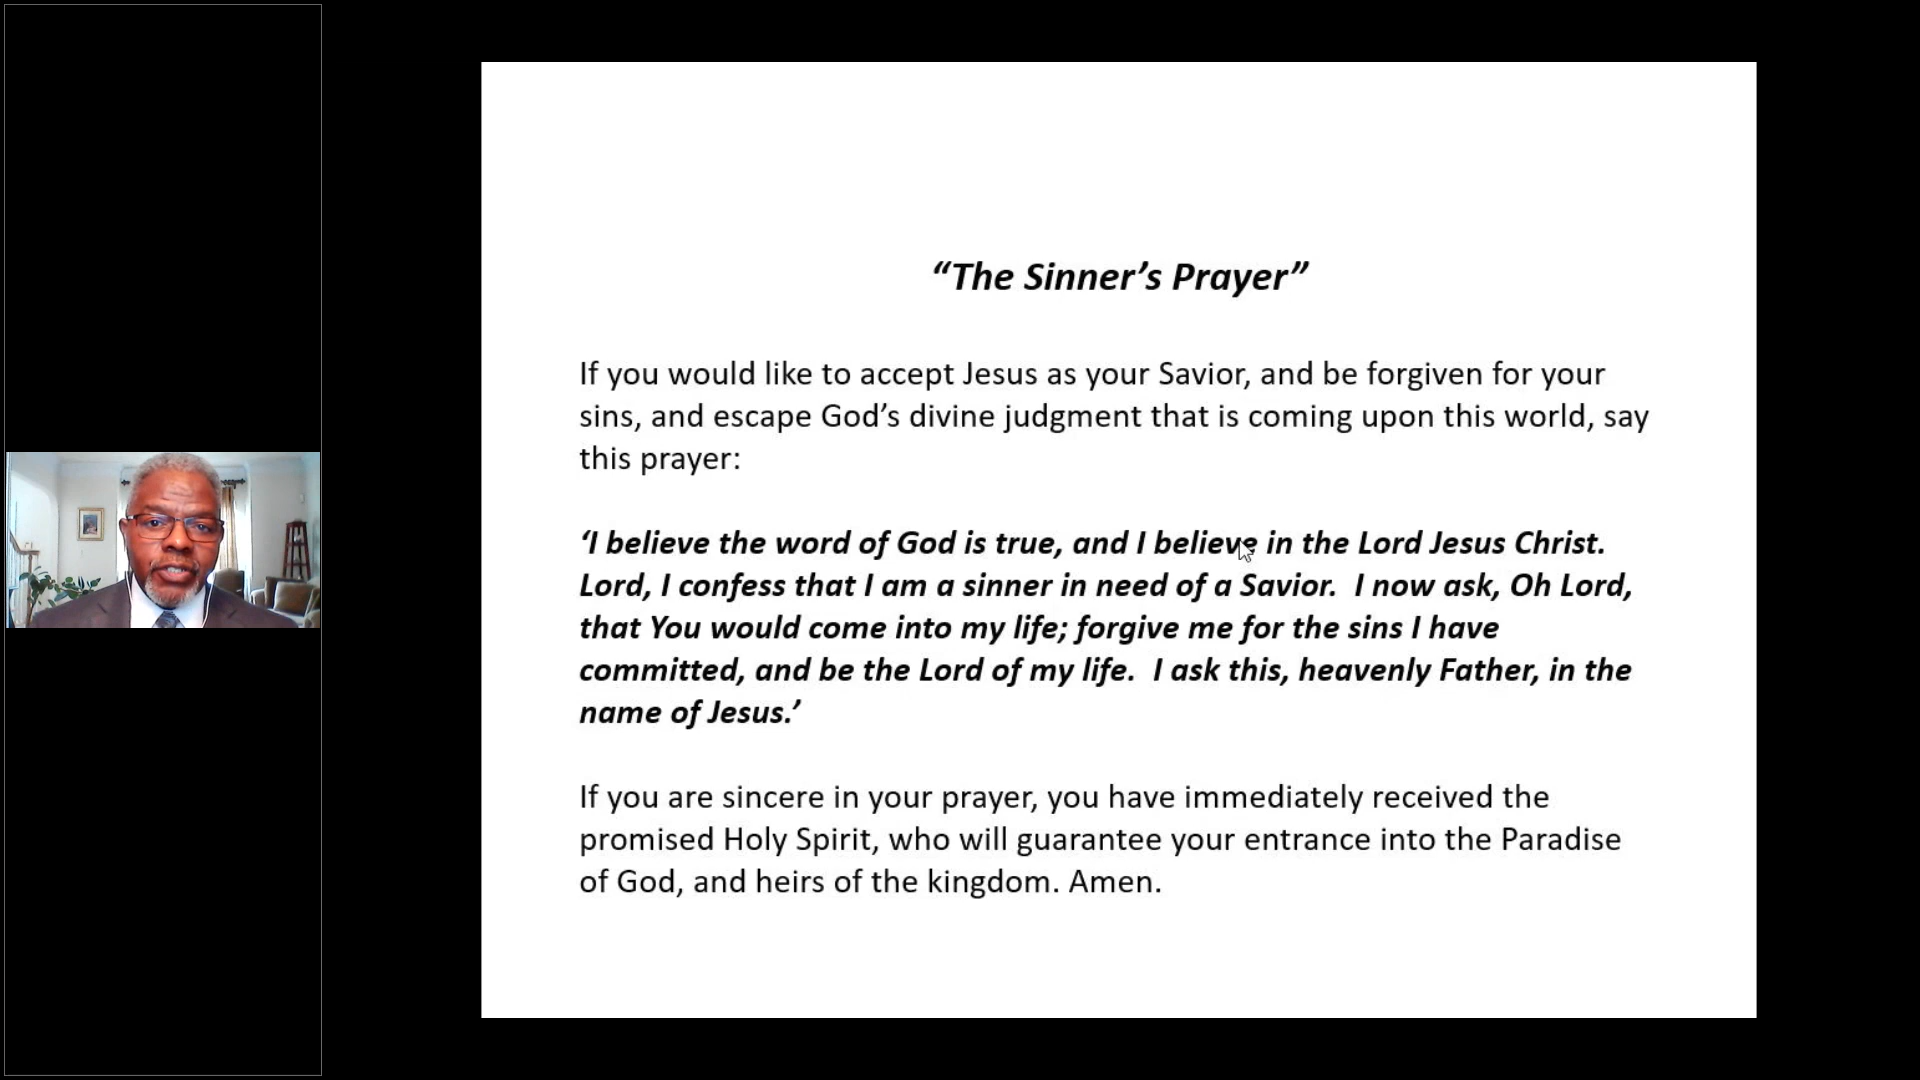 “The Sinner’s Prayer”
If you would like to accept Jesus as your Savior, and be forgiven for your
sins, and escape God’s divine judgment that is coming upon this world, say
this prayer:
‘I believe the word of God is true, and I believe in the Lord Jesus Christ.
Lord, I confess that I am a sinner in need of a Savior.  I now ask, Oh Lord,
that You would come into my life; forgive me for the sins I have
committed, and be the Lord of my life.  I ask this, heavenly Father, in the
name of Jesus.’
If you are sincere in your prayer, you have immediately received the
promised Holy Spirit, who will guarantee your entrance into the Paradise
of God, and heirs of the kingdom. Amen.